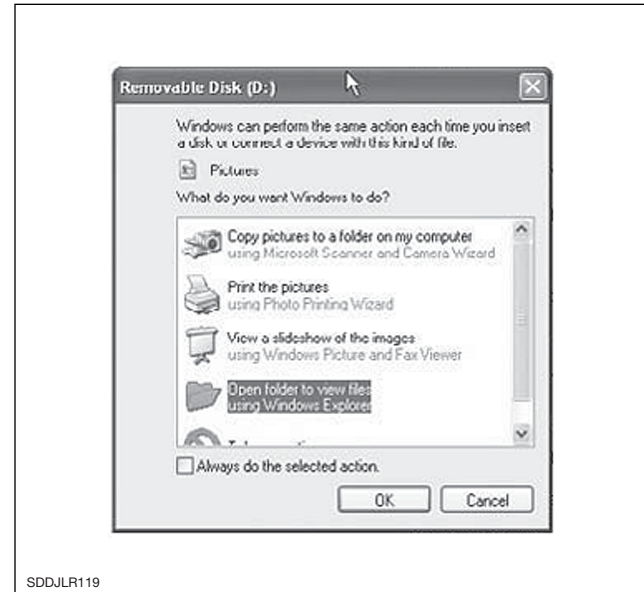 Removable Disk (D:)
Windows can perform the same action each time you insert
a disk or connect a device with this kind of file.
Pictures
What do you want Windows to do?
Copy pictures to a folder on my computer
using Microsoft Scanner and Camera Wizard
Print the pictures
using Photo Printing Wizard
View a slideshow of the images
using Windows Picture and Fax Viewer
Open folder to view files
using Windows Explorer
Always do the selected action.
OK Cancel
SDDJLR119